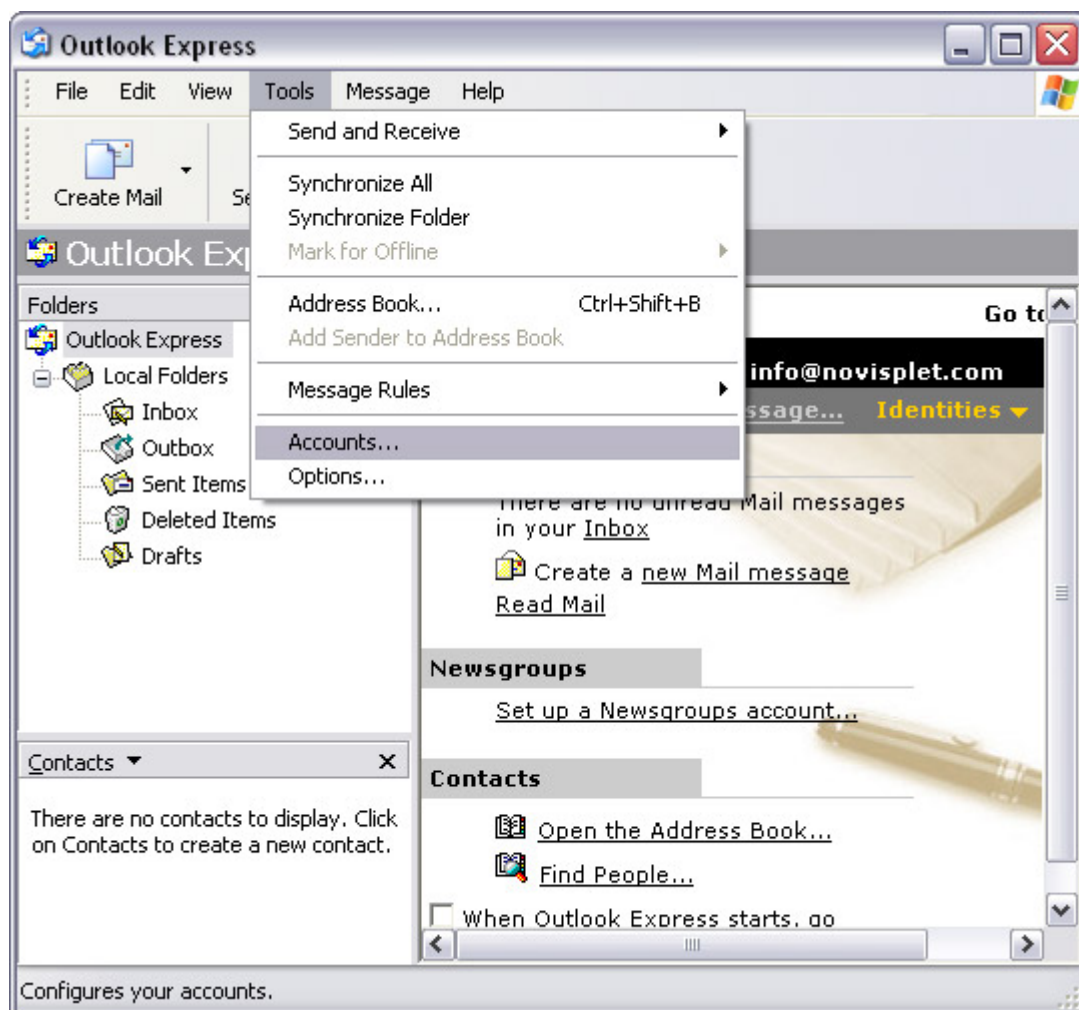 Outlook Express
File Edit View Tools Message Help
Send and Receive
Synchronize All
Synchronize Folder
Mark for Offline
Address Book... Ctrl+Shift+B
Add Sender to Address Book
Message Rules
Accounts...
Options...
Create Mail
Outlook Ex
Folders
Outlook Express
Local Folders
Inbox
Outbox
Sent Items
Deleted Items
Drafts
Contacts
There are no contacts to display. Click
on Contacts to create a new contact.
Go to
info@novisplet.com
ssage... Identities
There are no unread Mail messages
in your Inbox
Create a new Mail message
Read Mail
Newsgroups
Set up a Newsgroups account...
Contacts
Open the Address Book...
Find People...
When Outlook Express starts, go
Configures your accounts.